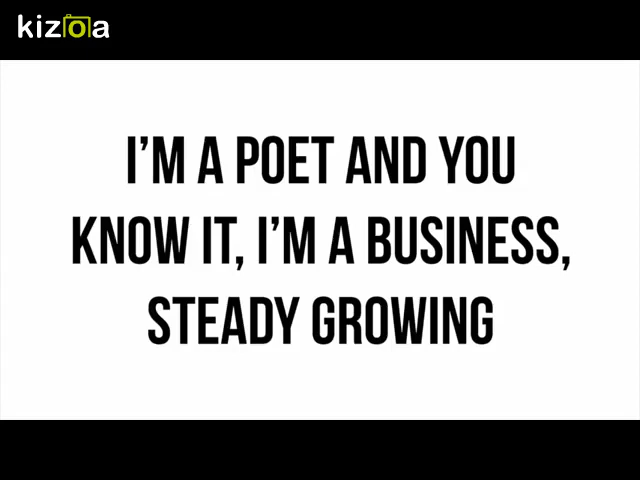 kizoa
I'M A POET AND YOU
KNOW IT, I'M A BUSINESS,
STEADY GROWING